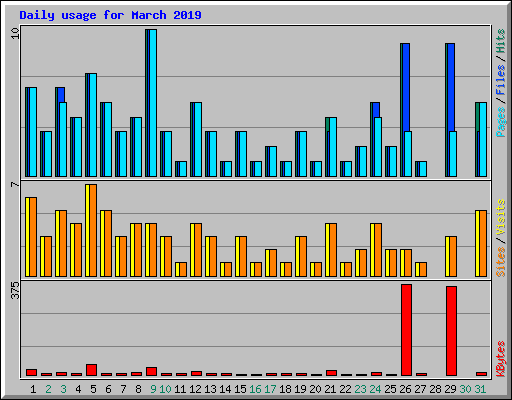 Daily usage for March 2019
10
7
375
Pages / Files / Hits
Sites / Visits
KBytes
1 2 3 4 5 6 7 8 9 10 11 12 13 14 15 16 17 18 19 20 21 22 23 24 25 26 27 28 29 30 31